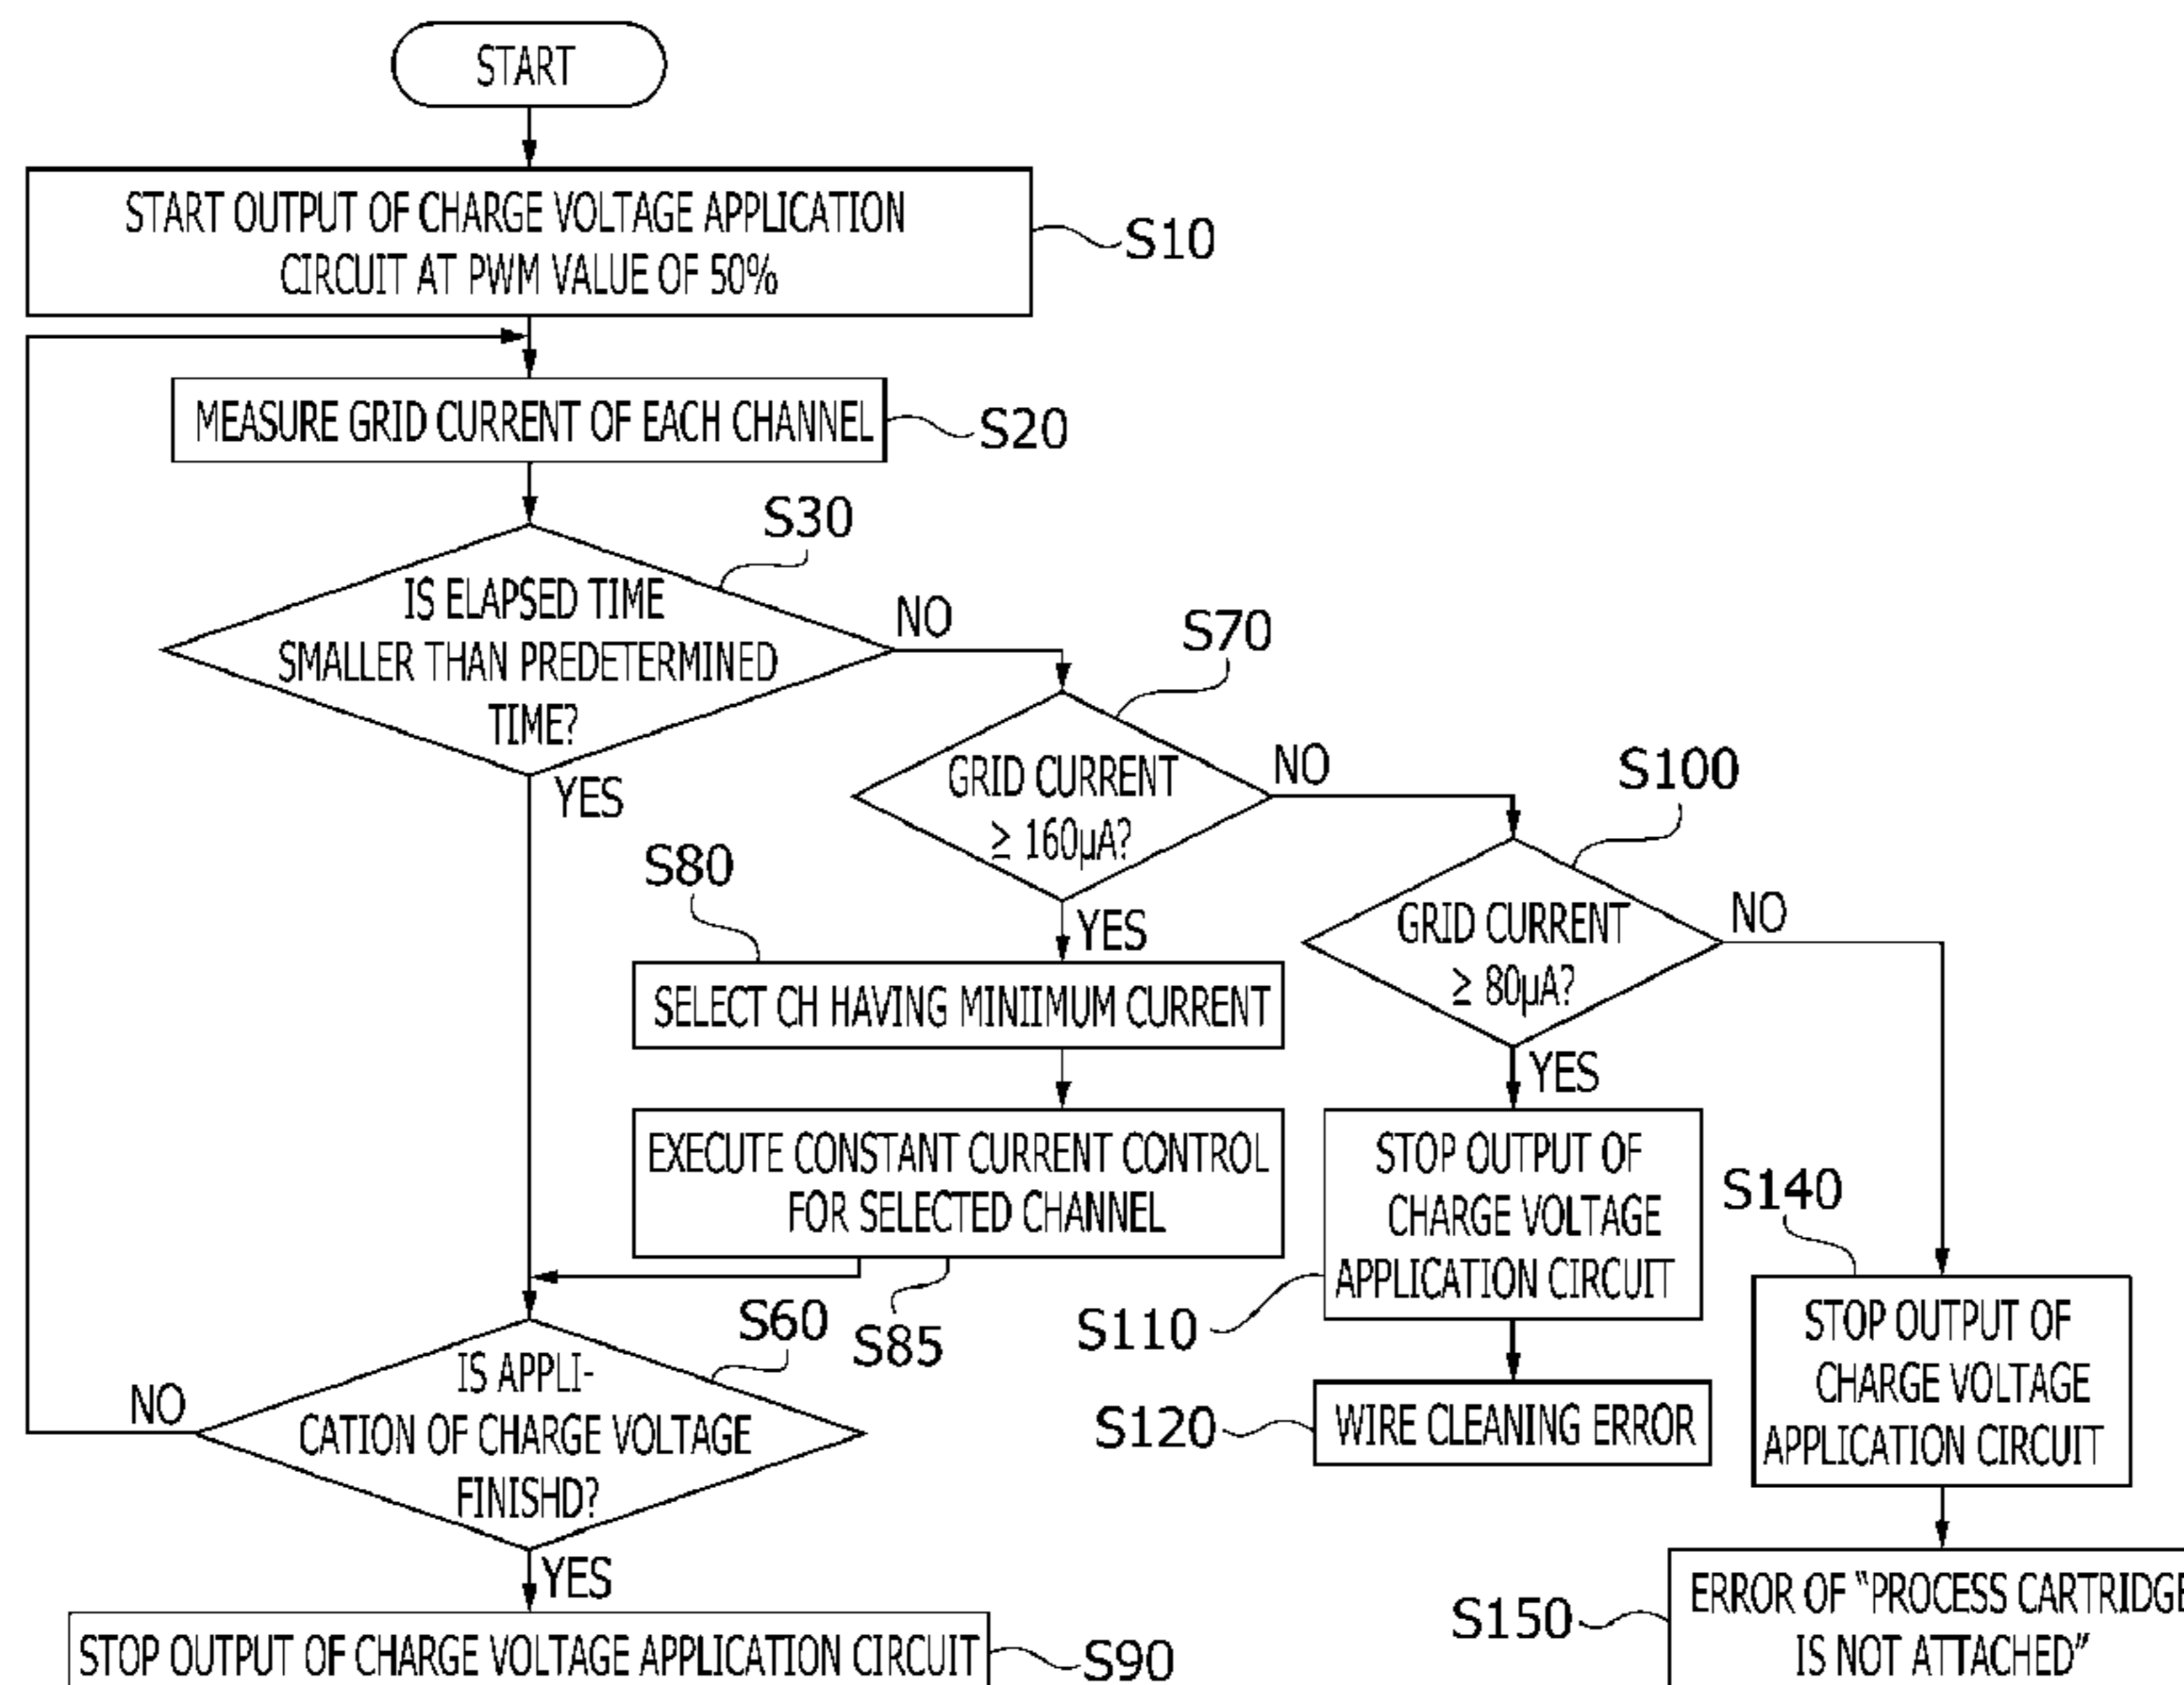 START
START OUTPUT OF CHARGE VOLTAGE APPLICATION
CIRCUIT AT PWM VALUE OF 50%
S10
MEASURE GRID CURRENT OF EACH CHANNEL
S20
S30
IS ELAPSED TIME
SMALLER THAN PREDETERMINED
TIME?
NO
YES
S70
GRID CURRENT
≥ 160µA?
NO
YES
S100
GRID CURRENT
≥ 80µA?
NO
YES
S80
SELECT CH HAVING MINIIMUM CURRENT
EXECUTE CONSTANT CURRENT CONTROL
FOR SELECTED CHANNEL
S85
STOP OUTPUT OF
CHARGE VOLTAGE
APPLICATION CIRCUIT
S110
S140
STOP OUTPUT OF
CHARGE VOLTAGE
APPLICATION CIRCUIT
S60
IS APPLI-
CATION OF CHARGE VOLTAGE
FINISHD?
NO
YES
S120
WIRE CLEANING ERROR
STOP OUTPUT OF CHARGE VOLTAGE APPLICATION CIRCUIT
S90
S150
ERROR OF “PROCESS CARTRIDGE
IS NOT ATTACHED”